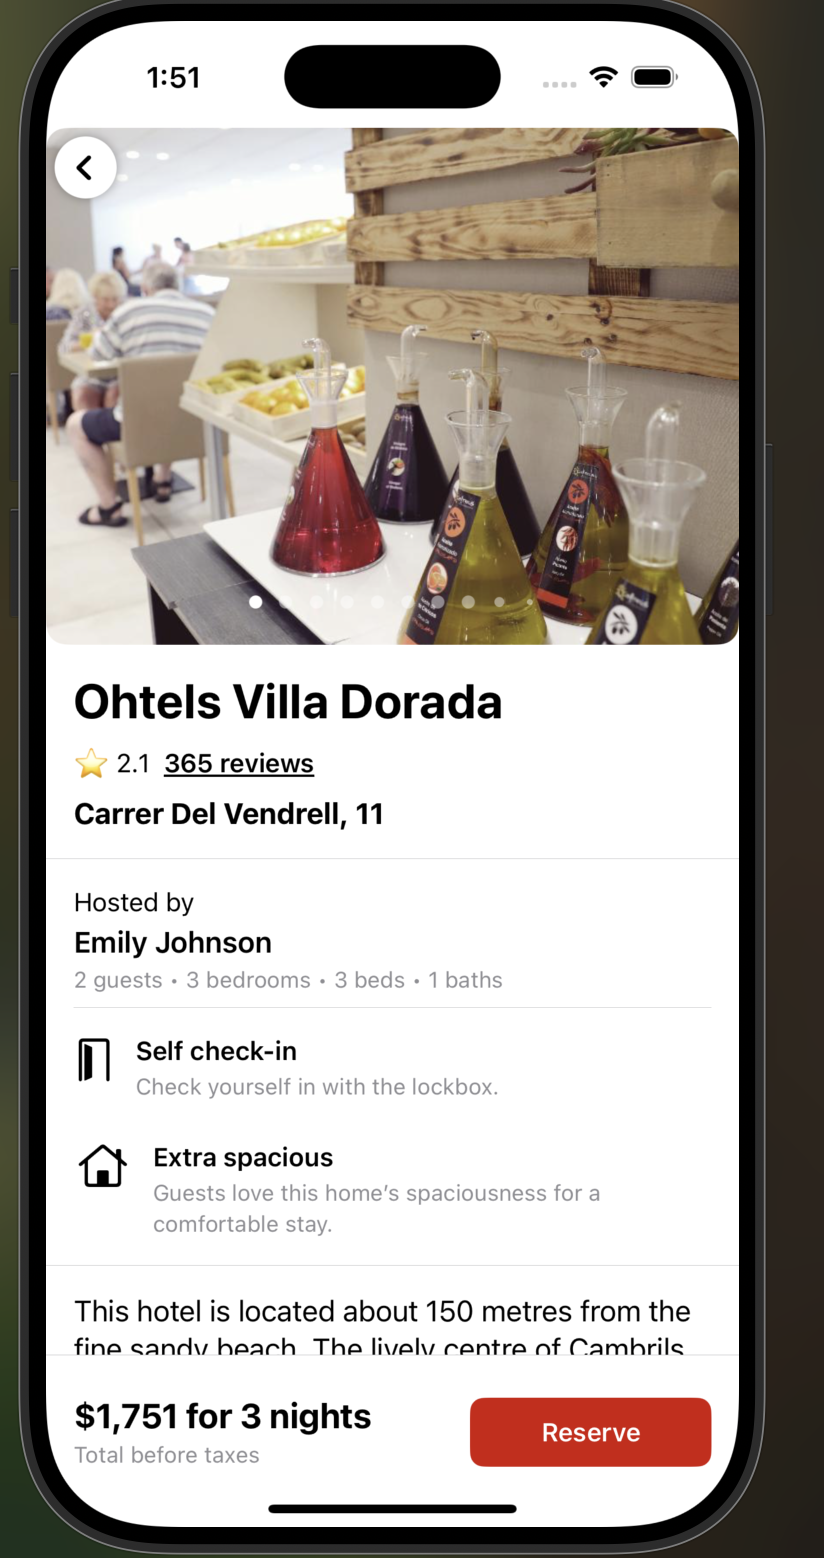 1:51
Ohtels Villa Dorada
2.1 365 reviews
Carrer Del Vendrell, 11
Hosted by
Emily Johnson
2 guests • 3 bedrooms • 3 beds • 1 baths
Self check-in
Check yourself in with the lockbox.
Extra spacious
Guests love this home’s spaciousness for a
comfortable stay.
This hotel is located about 150 metres from the
fine sandy beach. The lively centre of Cambrils
$1,751 for 3 nights
Total before taxes
Reserve